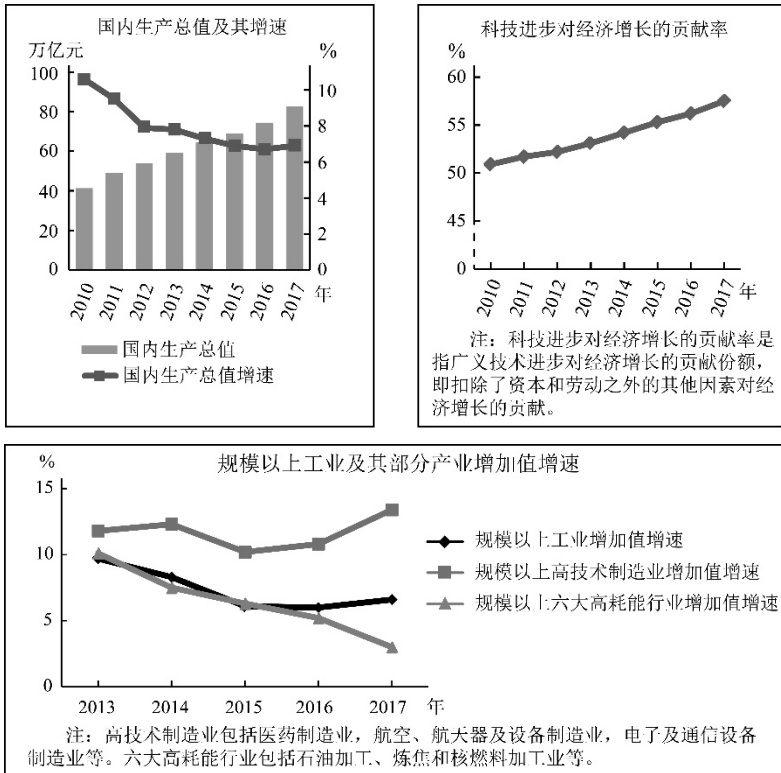 国内生产总值及其增速
万亿元
%
100
80
60
40
20
0
10
8
6
4
2
0
2010
2011
2012
2013
2014
2015
2016
2017
年
国内生产总值
国内生产总值增速
科技进步对经济增长的贡献率
%
60
55
50
45
0
2010
2011
2012
2013
2014
2015
2016
2017
年
注：科技进步对经济增长的贡献率是
指广义技术进步对经济增长的贡献份额，
即扣除了资本和劳动之外的其他因素对经
济增长的贡献。
规模以上工业及其部分产业增加值增速
%
15
10
5
0
2013
2014
2015
2016
2017
年
规模以上工业增加值增速
规模以上高技术制造业增加值增速
规模以上六大高耗能行业增加值增速
注：高技术制造业包括医药制造业，航空、航天器及设备制造业，电子及通信设备
制造业等。六大高耗能行业包括石油加工、炼焦和核燃料加工业等。